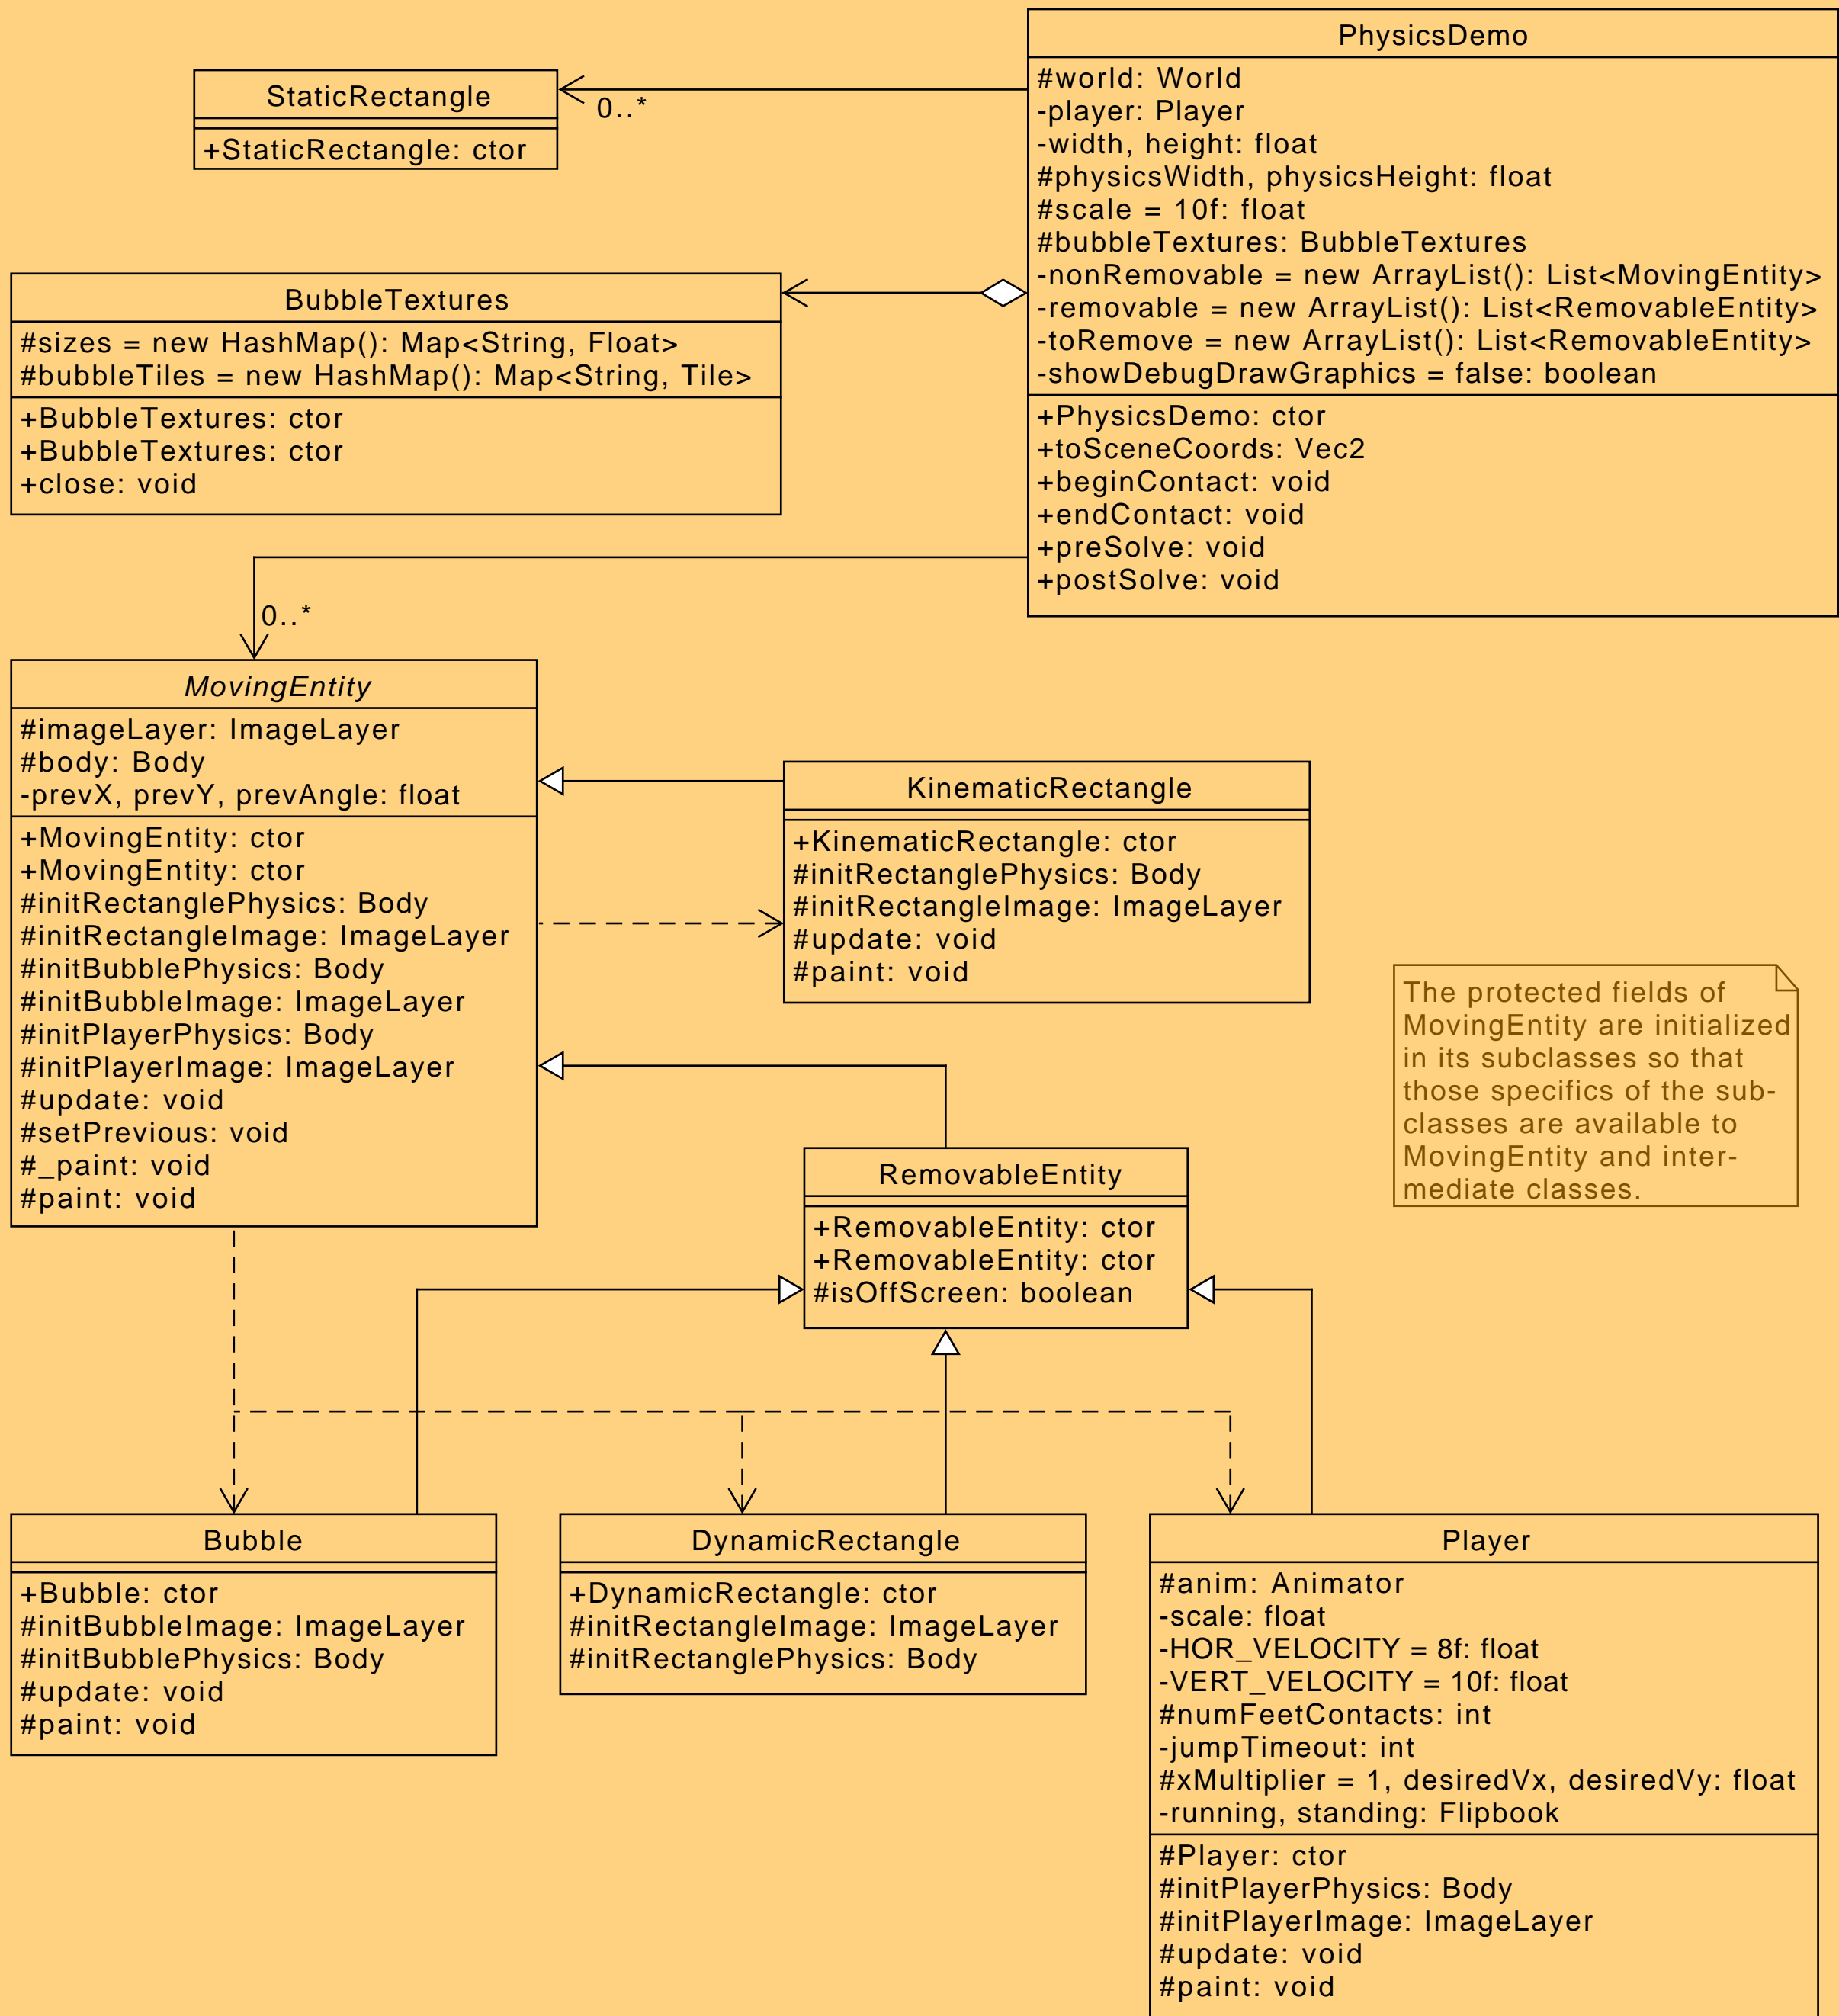 PhysicsDemo
#world: World
-player: Player
-width, height: float
#physicsWidth, physicsHeight: float
#scale = 10f: float
#bubbleTextures: BubbleTextures
-nonRemovable = new ArrayList(): List<MovingEntity>
-removable = new ArrayList(): List<RemovableEntity>
-toRemove = new ArrayList(): List<RemovableEntity>
-showDebugDrawGraphics = false: boolean
+PhysicsDemo: ctor
+toSceneCoords: Vec2
+beginContact: void
+endContact: void
+preSolve: void
+postSolve: void
StaticRectangle
+StaticRectangle: ctor
0..*
BubbleTextures
#sizes = new HashMap(): Map<String, Float>
#bubbleTiles = new HashMap(): Map<String, Tile>
+BubbleTextures: ctor
+BubbleTextures: ctor
+close: void
0..*
MovingEntity
#imageLayer: ImageLayer
#body: Body
-prevX, prevY, prevAngle: float
+MovingEntity: ctor
+MovingEntity: ctor
#initRectanglePhysics: Body
#initRectangleImage: ImageLayer
#initBubblePhysics: Body
#initBubbleImage: ImageLayer
#initPlayerPhysics: Body
#initPlayerImage: ImageLayer
#update: void
#setPrevious: void
#_paint: void
#paint: void
KinematicRectangle
+KinematicRectangle: ctor
#initRectanglePhysics: Body
#initRectangleImage: ImageLayer
#update: void
#paint: void
The protected fields of
MovingEntity are initialized
in its subclasses so that
those specifics of the sub-
classes are available to
MovingEntity and inter-
mediate classes.
RemovableEntity
+RemovableEntity: ctor
+RemovableEntity: ctor
#isOffScreen: boolean
Bubble
+Bubble: ctor
#initBubbleImage: ImageLayer
#initBubblePhysics: Body
#update: void
#paint: void
DynamicRectangle
+DynamicRectangle: ctor
#initRectangleImage: ImageLayer
#initRectanglePhysics: Body
Player
#anim: Animator
-scale: float
-HOR_VELOCITY = 8f: float
-VERT_VELOCITY = 10f: float
#numFeetContacts: int
-jumpTimeout: int
#xMultiplier = 1, desiredVx, desiredVy: float
-running, standing: Flipbook
#Player: ctor
#initPlayerPhysics: Body
#initPlayerImage: ImageLayer
#update: void
#paint: void